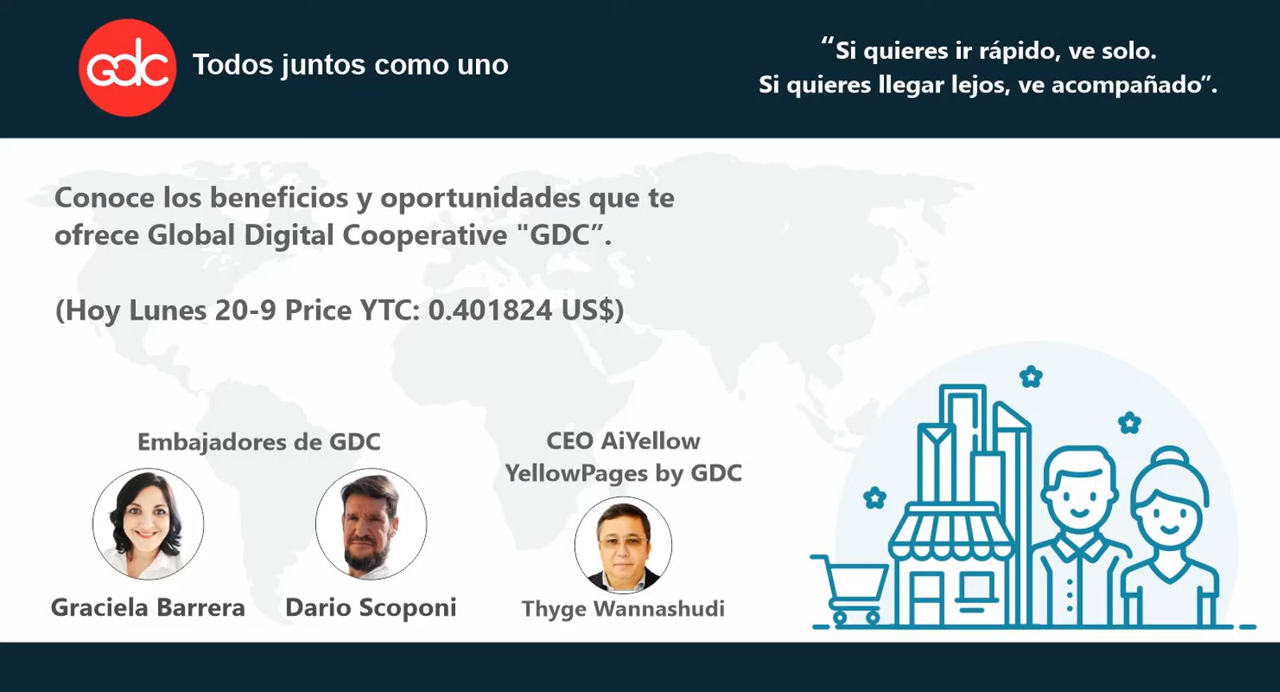 GDC
Todos juntos como uno
“Si quieres ir rápido, ve solo.
Si quieres llegar lejos, ve acompañado”.
Conoce los beneficios y oportunidades que te
ofrece Global Digital Cooperative "GDC”.
(Hoy Lunes 20-9 Price YTC: 0.401824 US$)
Embajadores de GDC
Graciela Barrera
Dario Scoponi
CEO AiYellow
YellowPages by GDC
Thyge Wannashudi